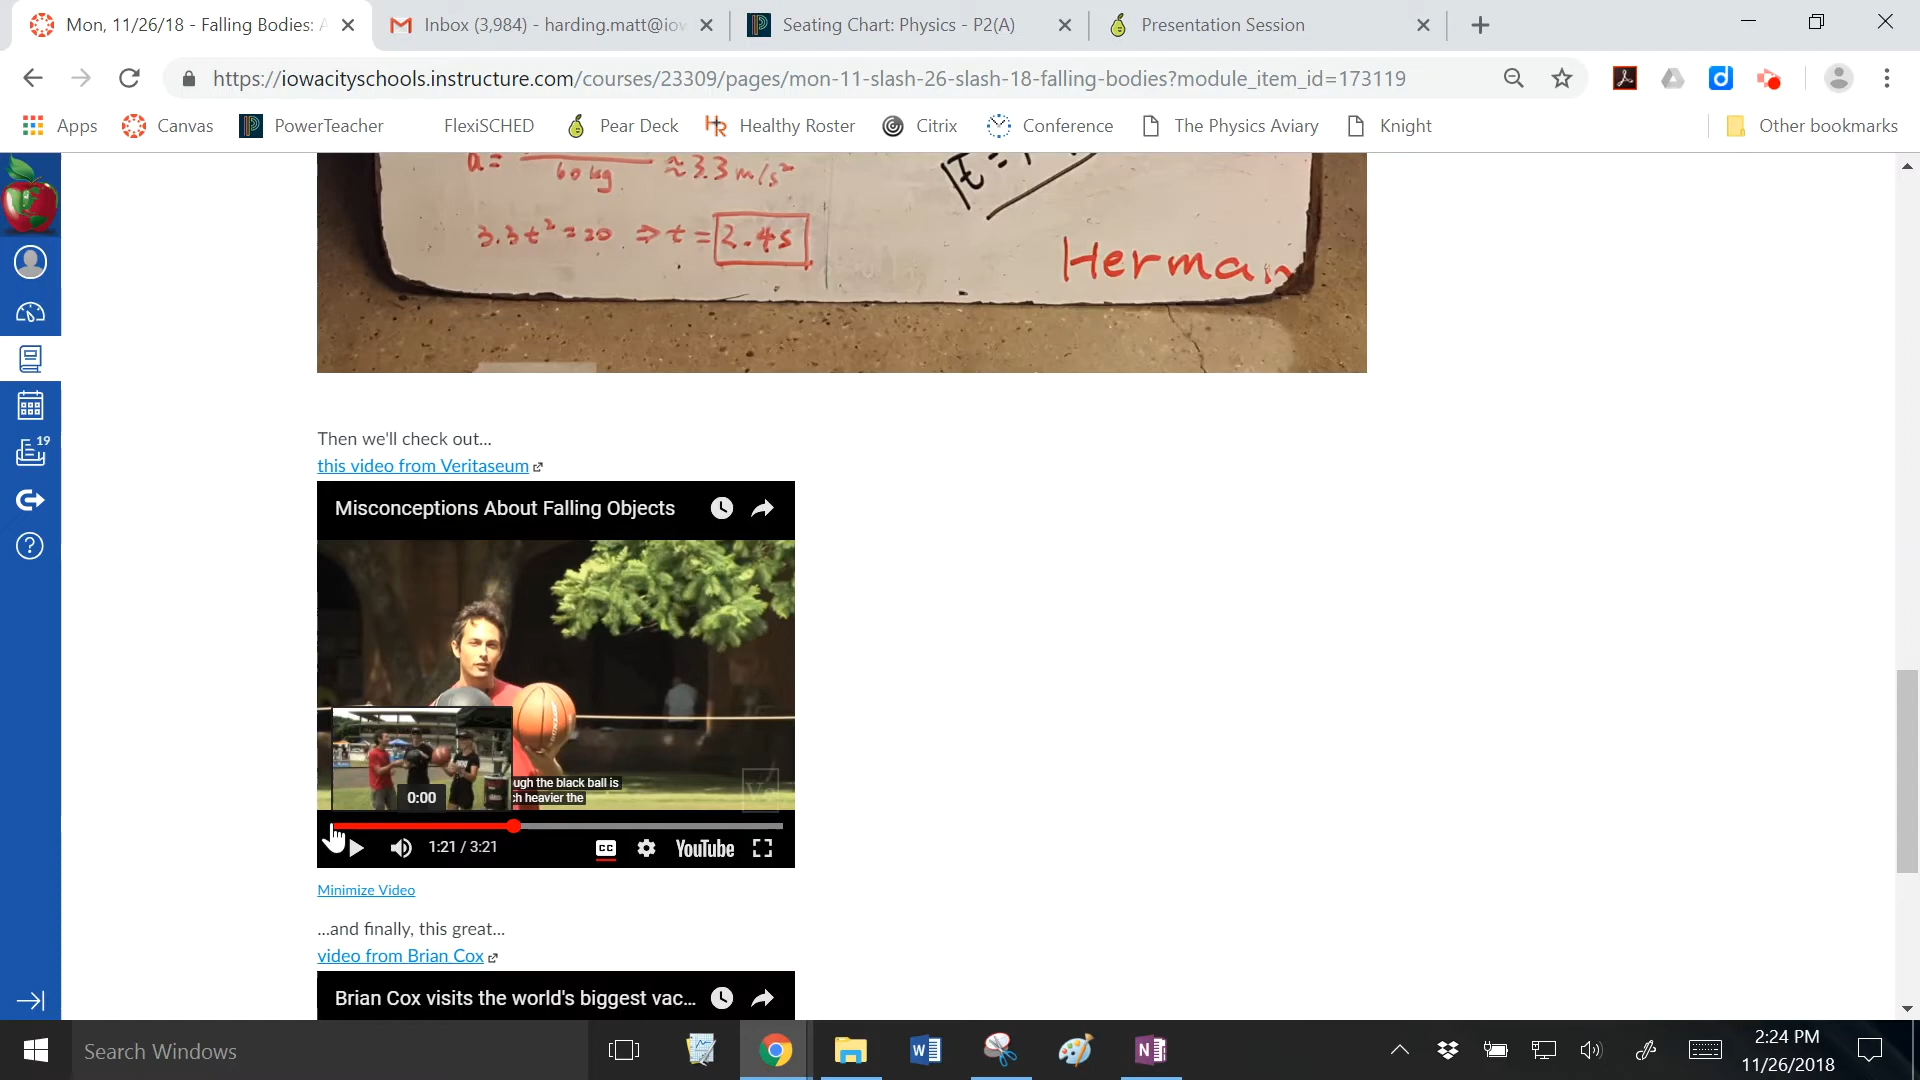 Mon, 11/26/18 - Falling Bodies: A
Inbox (3,984) - harding.matt@iow
Seating Chart: Physics - P2(A)
Presentation Session
https://iowacityschools.instructure.com/courses/23309/pages/mon-11-slash-26-slash-18-falling-bodies?module_item_id=173119
Apps
Canvas
PowerTeacher
FlexiSCHED
Pear Deck
Healthy Roster
Citrix
Conference
The Physics Aviary
Knight
Other bookmarks
a= 60 kg ≈3.3 m/s²
3.3t²=20 ⇒ t = 2.4s
Herman
19
Then we'll check out...
this video from Veritaseum
Misconceptions About Falling Objects
ugh the black ball is
ch heavier the
0:00
1:21 / 3:21
CC
YouTube
Minimize Video
...and finally, this great...
video from Brian Cox
Brian Cox visits the world's biggest vac...
Search Windows
2:24 PM
11/26/2018